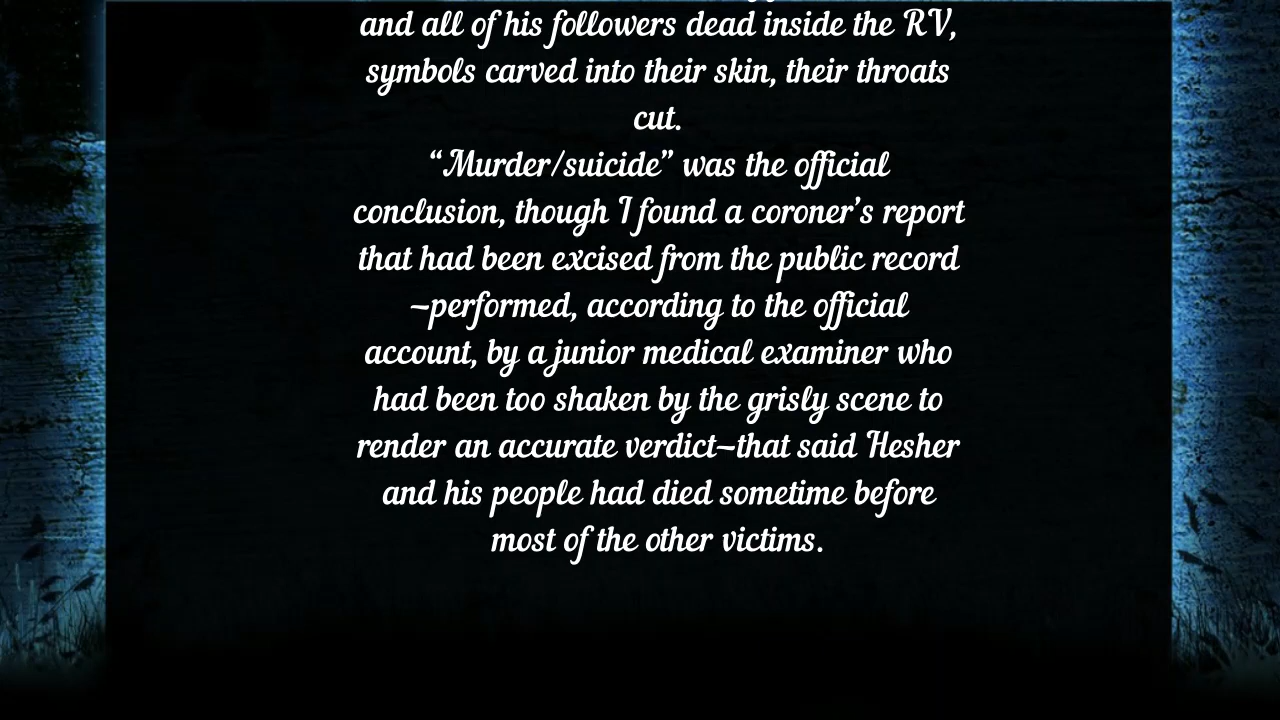 and all of his followers dead inside the RV,
symbols carved into their skin, their throats
cut.
“Murder/suicide” was the official
conclusion, though I found a coroner’s report
that had been excised from the public record
—performed, according to the official
account, by a junior medical examiner who
had been too shaken by the grisly scene to
render an accurate verdict—that said Hesher
and his people had died sometime before
most of the other victims.